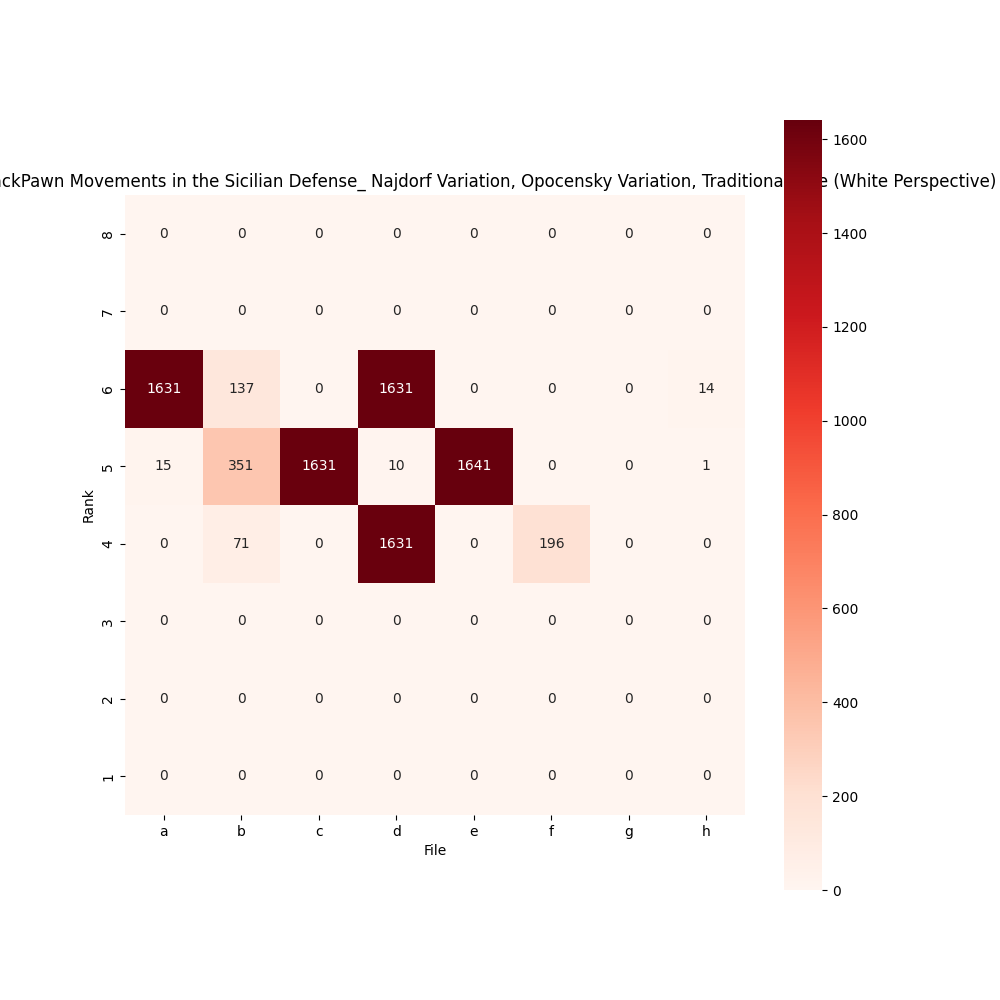 ckPawn Movements in the Sicilian Defense_ Najdorf Variation, Opocensky Variation, Traditiona e (White Perspective)
Rank
8 0 0 0 0 0 0 0 0
7 0 0 0 0 0 0 0 0
6 1631 137 0 1631 0 0 0 14
5 15 351 1631 10 1641 0 0 1
4 0 71 0 1631 0 196 0 0
3 0 0 0 0 0 0 0 0
2 0 0 0 0 0 0 0 0
1 0 0 0 0 0 0 0 0
a b c d e f g h
File
1600
1400
1200
1000
800
600
400
200
0